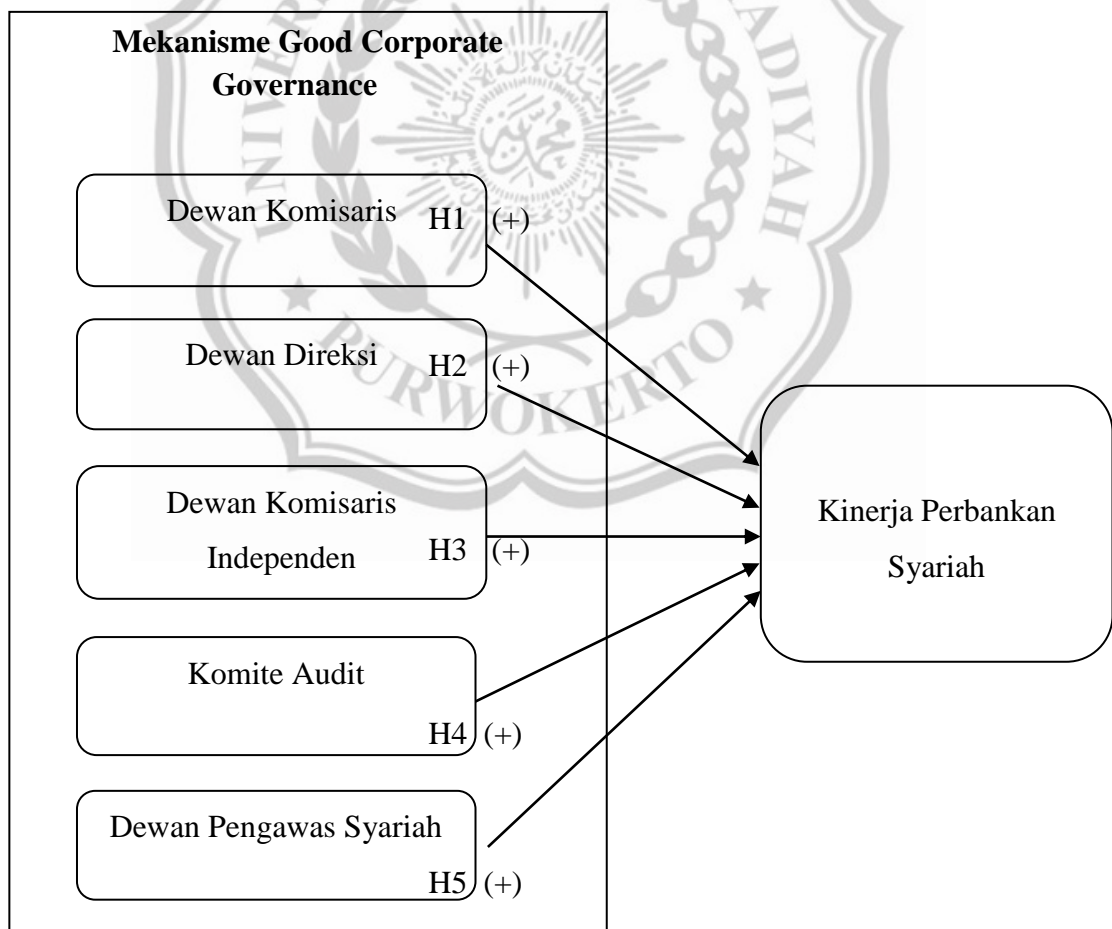 Mekanisme Good Corporate
Governance
Dewan Komisaris H1 (+)
Dewan Direksi H2 (+)
Dewan Komisaris
Independen H3 (+)
Komite Audit
H4 (+)
Dewan Pengawas Syariah
H5 (+)
Kinerja Perbankan
Syariah
PURWOKERTO